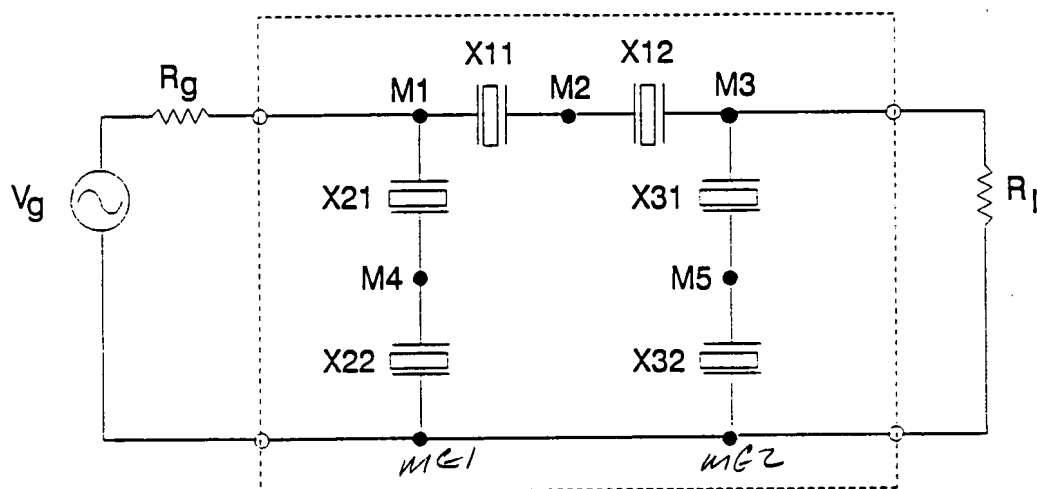 X11 X12
Rg M1 M2 M3
X21 X31
Vg Rl
M4 M5
X22 X32
MG1 MG2